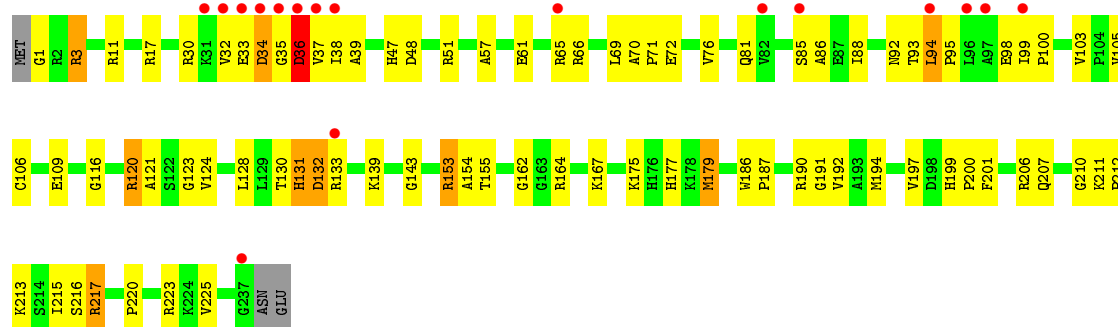 MET G1 R2 R3 R11 R17 R30 K31 V32 E33 D34 G35 D36 V37 I38 A39 H47 D48 R51 A57 E61 R65 R66 L69 A70 P71 E72 V76 Q81 V82 S85 A86 E87 I88 N92 T93 L94 P95 L96 A97 E98 I99 P100 V103 P104 V105
C106 E109 G116 R120 A121 S122 G123 V124 L128 L129 T130 H131 D132 R133 K139 G143 R153 A154 T155 G162 G163 R164 K167 K175 H176 H177 K178 M179 W186 P187 R190 G191 V192 A193 M194 V197 D198 H199 P200 F201 R206 Q207 G210 K211
K213 S214 I215 S216 R217 P220 R223 K224 V225 G237 ASN GLU